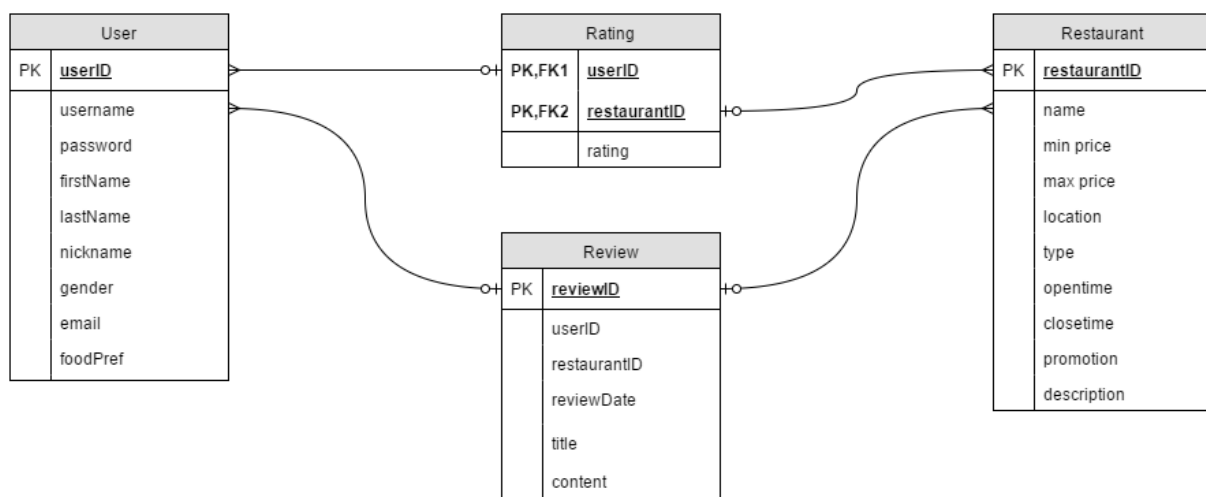 User
PK userID
username
password
firstName
lastName
nickname
gender
email
foodPref
Rating
PK,FK1 userID
PK,FK2 restaurantID
rating
Review
PK reviewID
userID
restaurantID
reviewDate
title
content
Restaurant
PK restaurantID
name
min price
max price
location
type
opentime
closetime
promotion
description